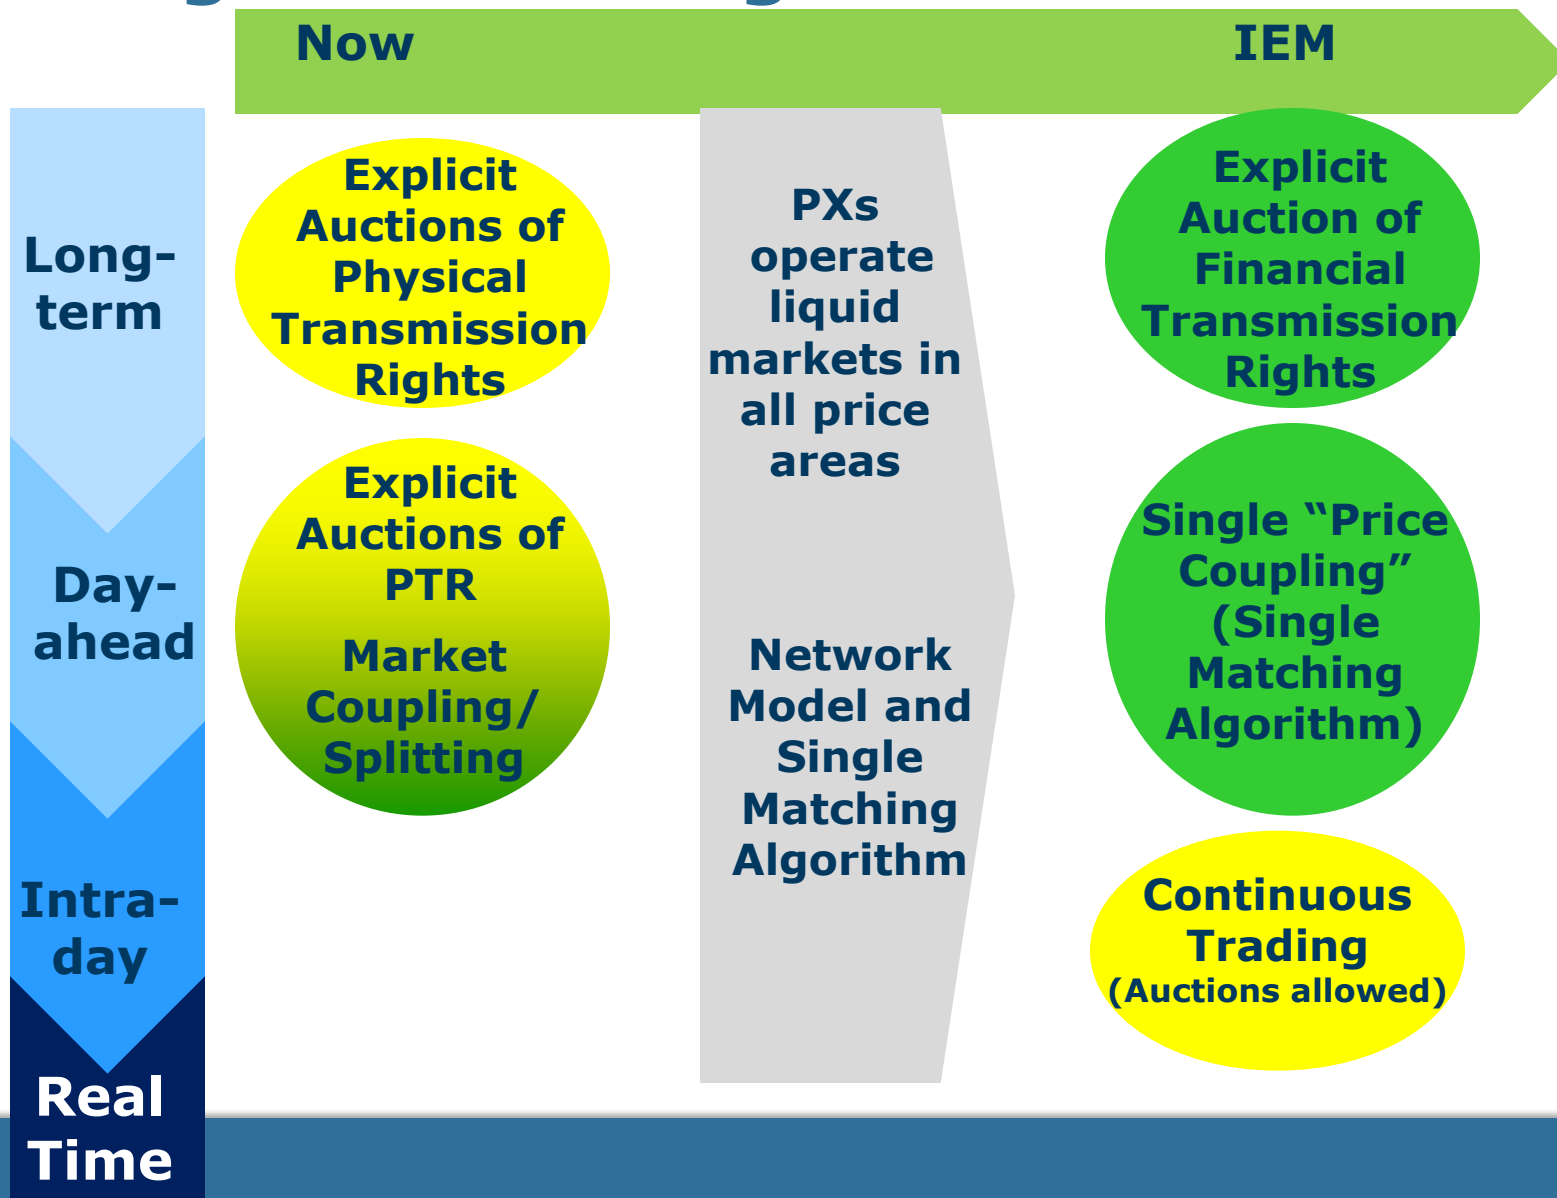 Now
IEM
Long-
term
Explicit
Auctions of
Physical
Transmission
Rights
PXs
operate
liquid
markets in
all price
areas
Explicit
Auction of
Financial
Transmission
Rights
Day-
ahead
Explicit
Auctions of
PTR
Market
Coupling/
Splitting
Network
Model and
Single
Matching
Algorithm
Single “Price
Coupling”
(Single
Matching
Algorithm)
Intra-
day
Continuous
Trading
(Auctions allowed)
Real
Time